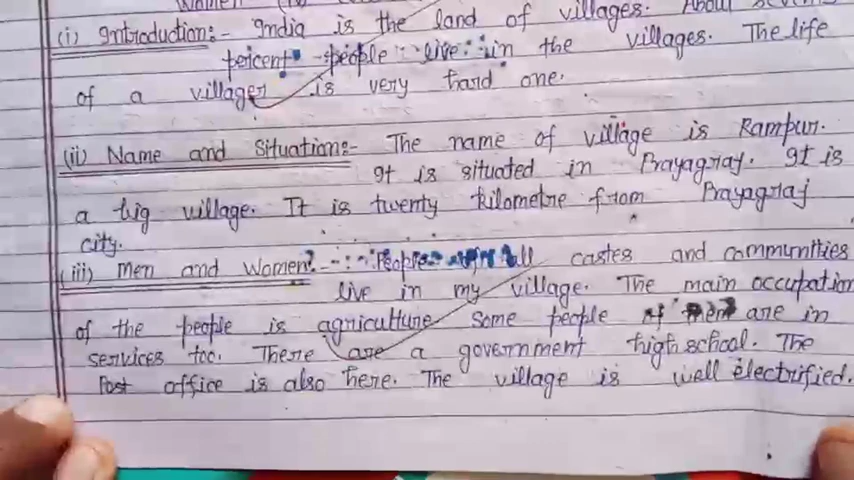 Women
(i) Introduction:- India is the land of villages. About
percent people live in the villages. The life
of a villager is very hard one.
(ii) Name and Situation:- The name of village is Rampur.
It is situated in Prayagraj. It is
a big village. It is twenty kilometre from Prayagraj
city.
(iii) Men and Women:- People of all castes and communities
live in my village. The main occupation
of the people is agriculture some people are in
services too. There are a government high school. The
Post office is also here. The village is well electrified.